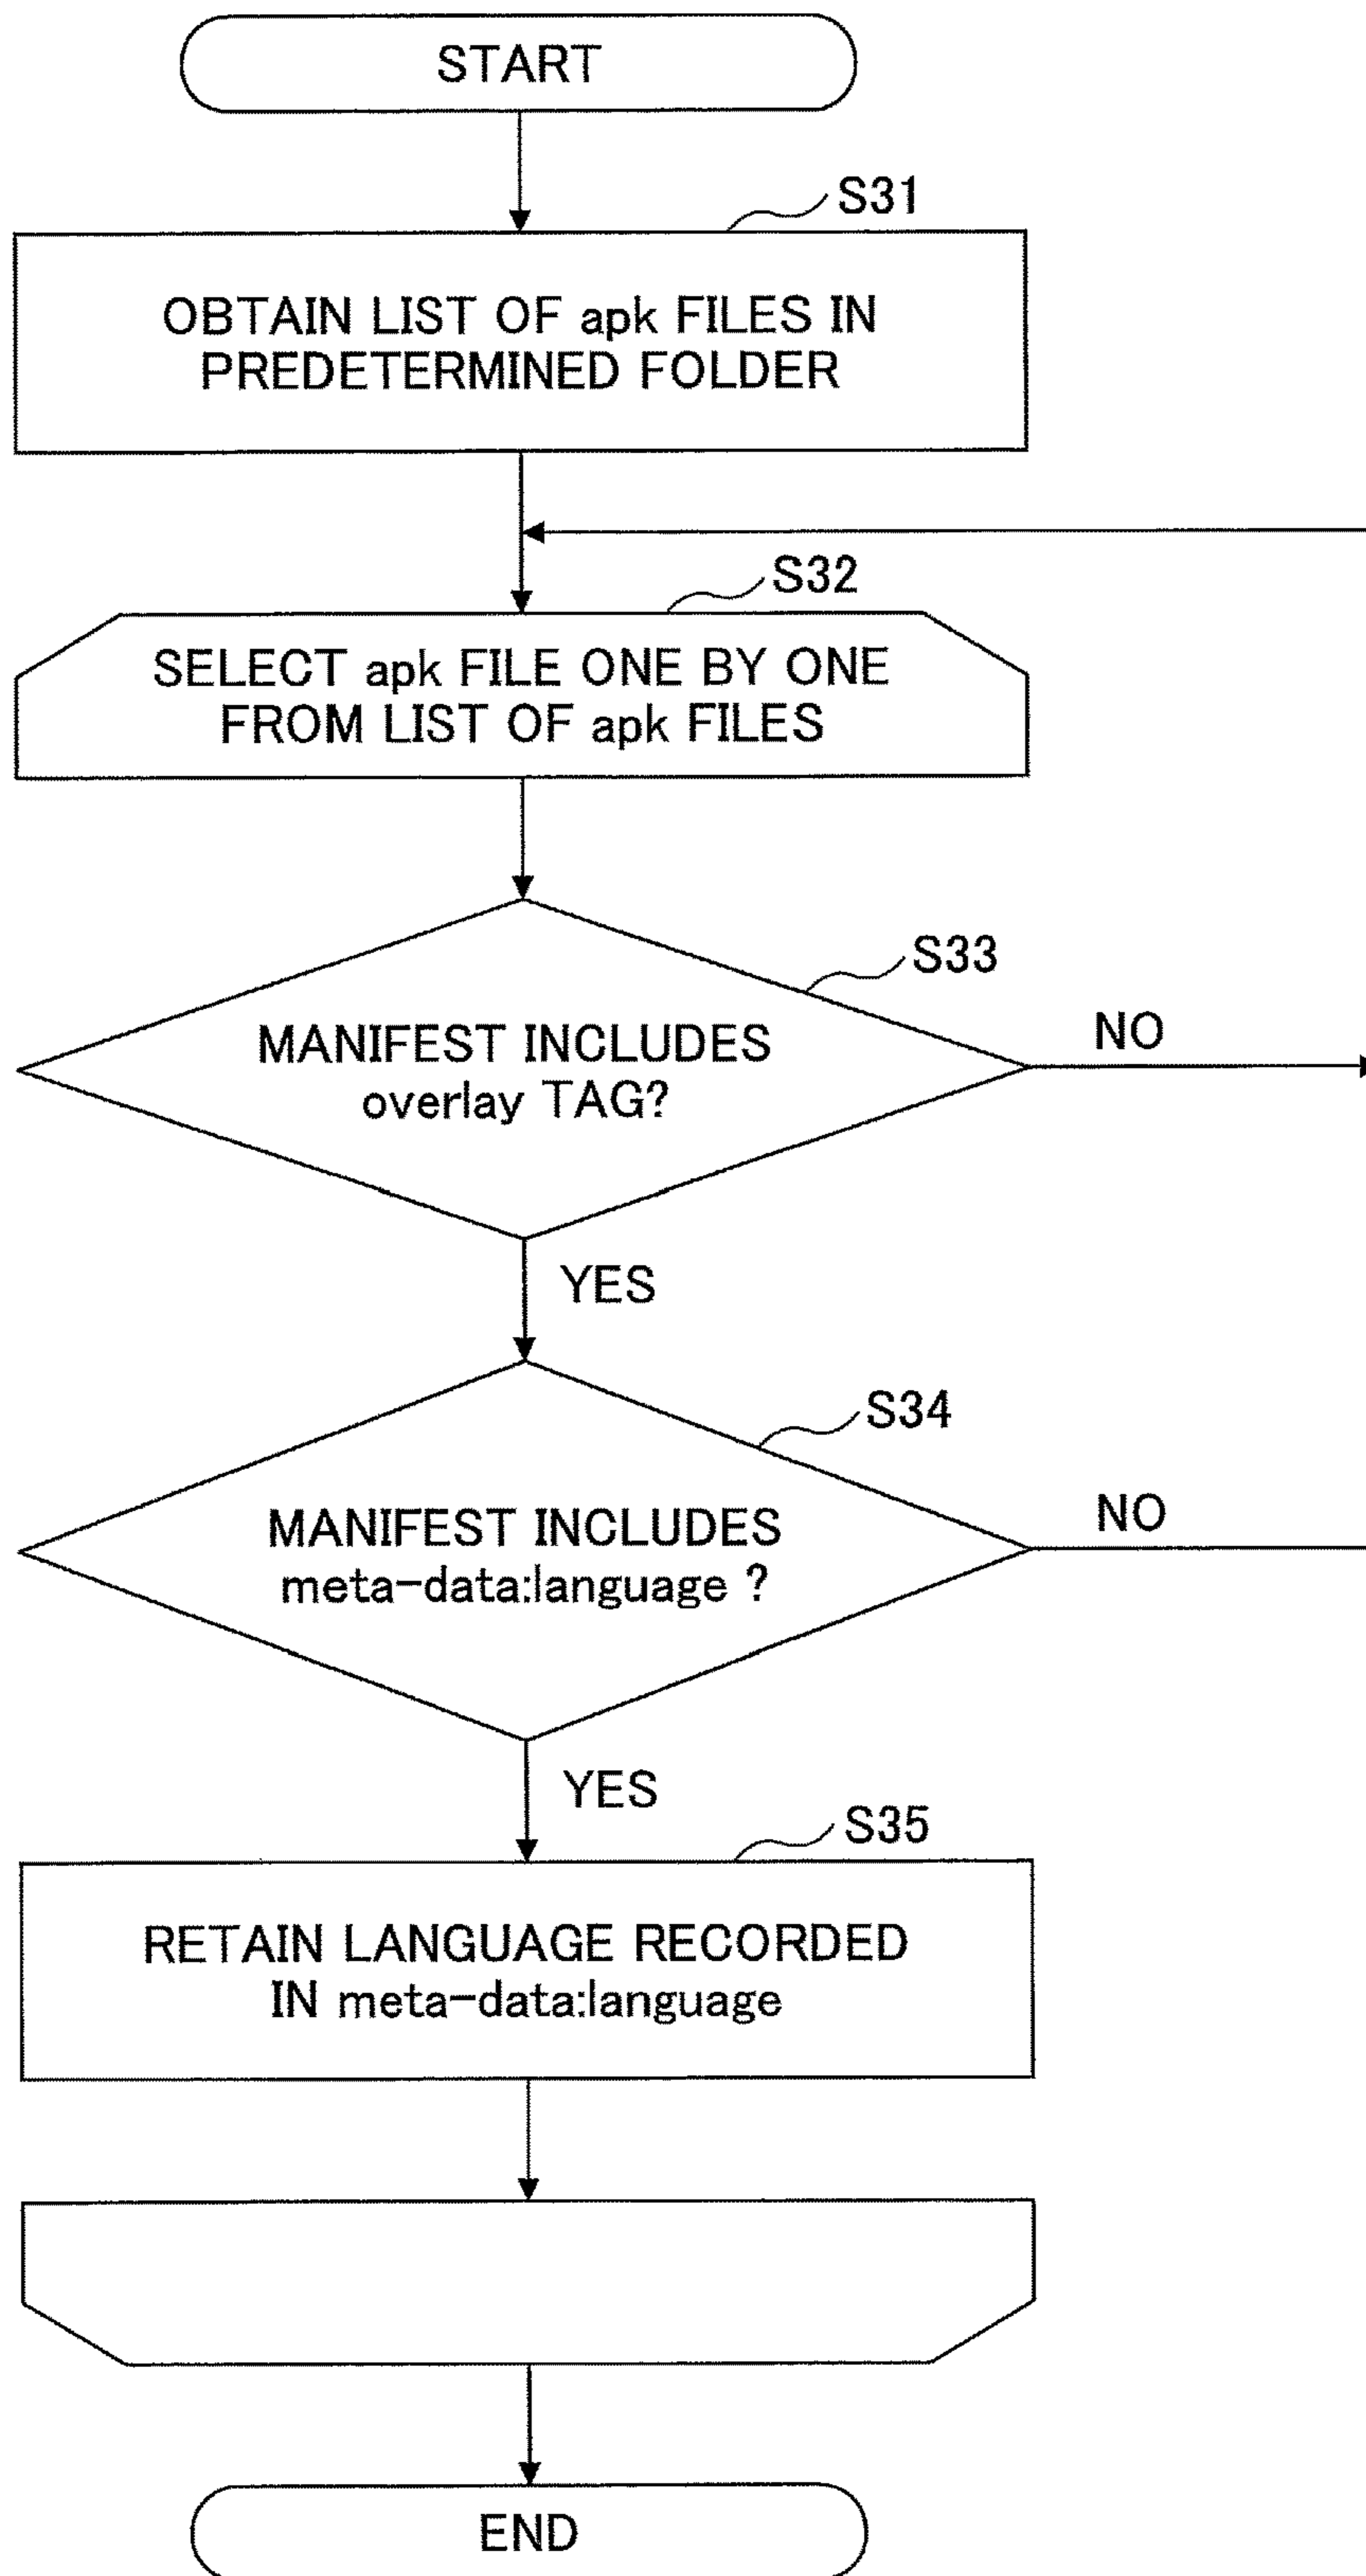 START
S31
OBTAIN LIST OF apk FILES IN
PREDETERMINED FOLDER
S32
SELECT apk FILE ONE BY ONE
FROM LIST OF apk FILES
S33
MANIFEST INCLUDES
overlay TAG?
NO
YES
S34
MANIFEST INCLUDES
meta-data:language ?
NO
YES
S35
RETAIN LANGUAGE RECORDED
IN meta-data:language
END